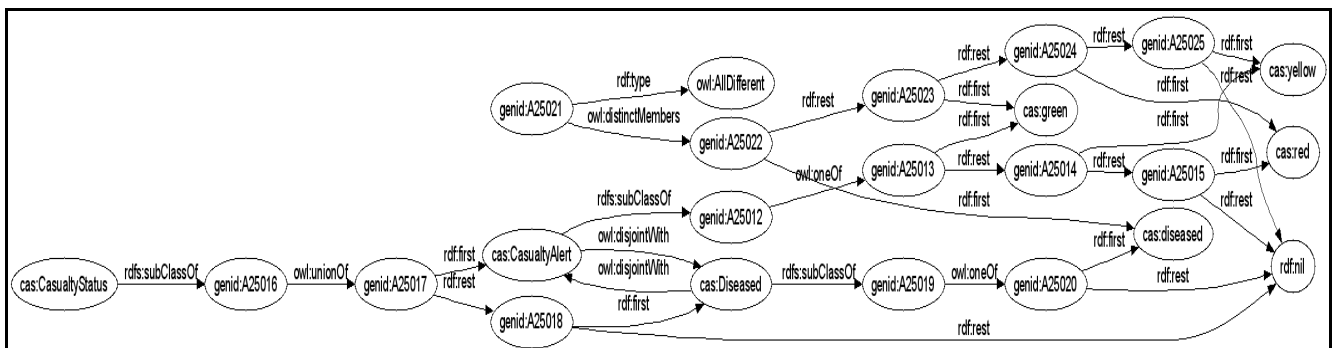 genid:A25025
rdf:rest
rdf:first
genid:A25024
rdf:rest
cas:yellow
rdf:type
owl:AllDifferent
genid:A25023
rdf:first
rdf:first
rdf:rest
genid:A25021
rdf:rest
cas:green
owl:distinctMembers
rdf:first
rdf:first
genid:A25022
cas:red
genid:A25013
rdf:rest
genid:A25014
rdf:rest
genid:A25015
rdf:first
owl:oneOf
rdfs:subClassOf
rdf:first
rdf:rest
genid:A25012
owl:disjointWith
cas:diseased
rdf:first
cas:CasualtyAlert
rdf:first
rdf:nil
rdfs:subClassOf
owl:unionOf
rdf:rest
owl:disjointWith
rdfs:subClassOf
owl:oneOf
cas:CasualtyStatus
genid:A25016
genid:A25017
cas:Diseased
genid:A25019
genid:A25020
rdf:rest
rdf:first
genid:A25018
rdf:rest